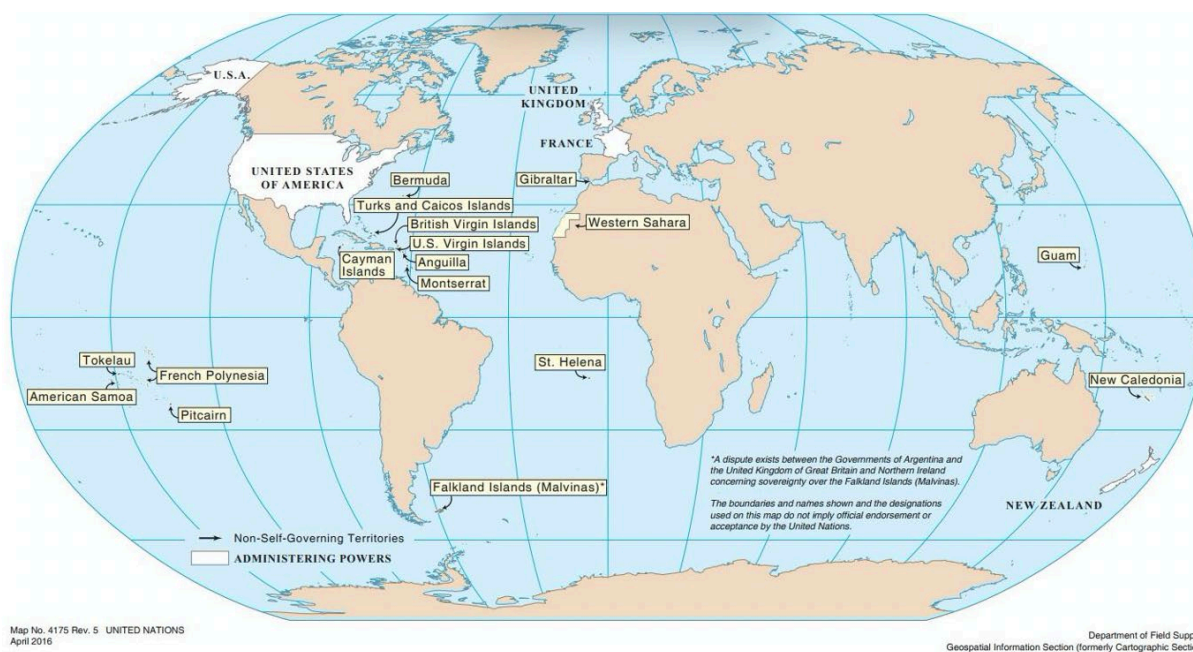 U.S.A.
UNITED
KINGDOM
FRANCE
UNITED STATES
OF AMERICA
Bermuda
Gibraltar
Turks and Caicos Islands
British Virgin Islands
Western Sahara
U.S. Virgin Islands
Cayman
Islands
Anguilla
Guam
Montserrat
Tokelau
St. Helena
French Polynesia
New Caledonia
American Samoa
Pitcairn
*A dispute exists between the Governments of Argentina and
the United Kingdom of Great Britain and Northern Ireland
concerning sovereignty over the Falkland Islands (Malvinas).
Falkland Islands (Malvinas)*
The boundaries and names shown and the designations
used on this map do not imply official endorsement or
acceptance by the United Nations.
NEW ZEALAND
Non-Self-Governing Territories
ADMINISTERING POWERS
Map No. 4175 Rev. 5 UNITED NATIONS
April 2016
Department of Field Supp
Geospatial Information Section (formerly Cartographic Secti